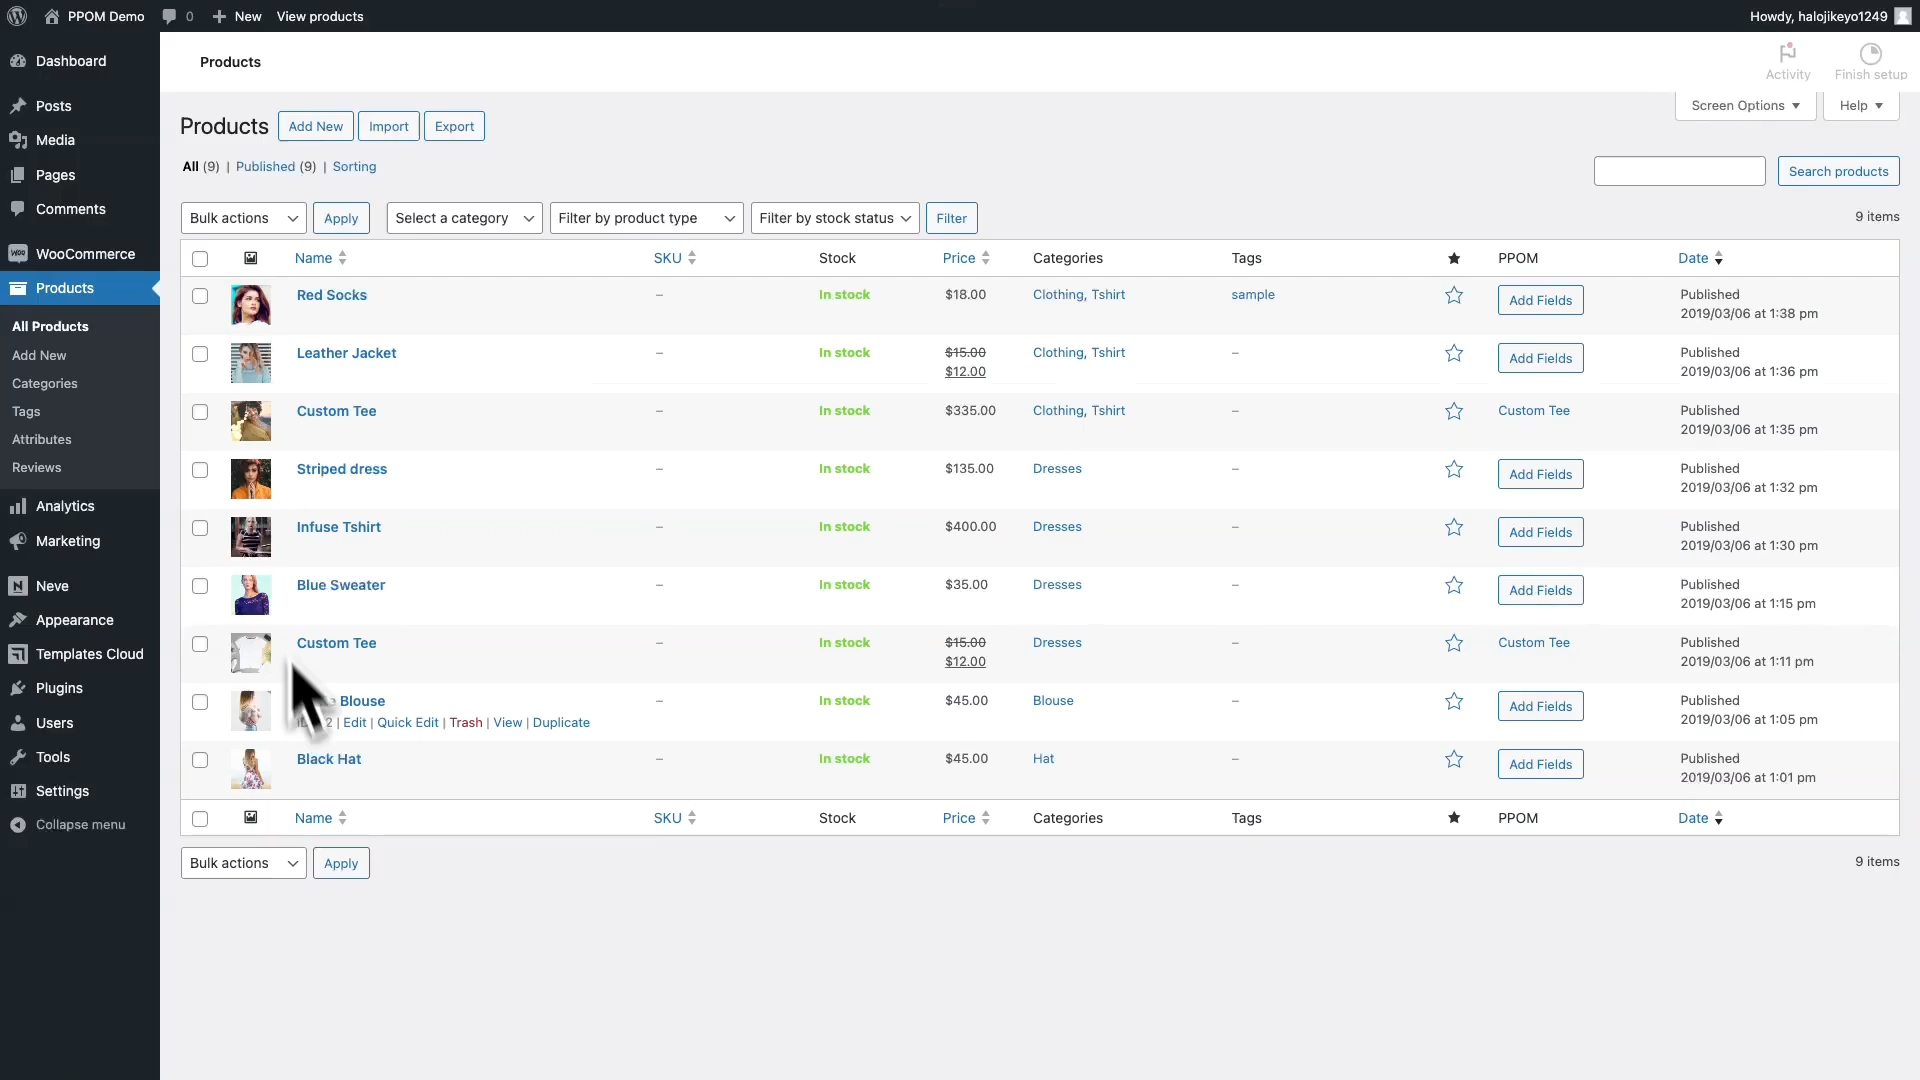 PPOM Demo 0 New View products Howdy, halojikeyo1249
Dashboard
Posts
Media
Pages
Comments
WooCommerce
Products
All Products
Add New
Categories
Tags
Attributes
Reviews
Analytics
Marketing
Neve
Appearance
Templates Cloud
Plugins
Users
Tools
Settings
Collapse menu
Products
Activity Finish setup
Screen Options Help
Products Add New Import Export
All (9) | Published (9) | Sorting
Search products
Bulk actions Apply Select a category Filter by product type Filter by stock status Filter 9 items
Name SKU Stock Price Categories Tags PPOM Date
Red Socks – In stock $18.00 Clothing, Tshirt sample Add Fields Published
2019/03/06 at 1:38 pm
Leather Jacket – In stock $15.00 Clothing, Tshirt – Add Fields Published
$12.00 2019/03/06 at 1:36 pm
Custom Tee – In stock $335.00 Clothing, Tshirt – Custom Tee Published
2019/03/06 at 1:35 pm
Striped dress – In stock $135.00 Dresses – Add Fields Published
2019/03/06 at 1:32 pm
Infuse Tshirt – In stock $400.00 Dresses – Add Fields Published
2019/03/06 at 1:30 pm
Blue Sweater – In stock $35.00 Dresses – Add Fields Published
2019/03/06 at 1:15 pm
Custom Tee – In stock $15.00 Dresses – Custom Tee Published
$12.00 2019/03/06 at 1:11 pm
Blouse – In stock $45.00 Blouse – Add Fields Published
| Edit | Quick Edit | Trash | View | Duplicate 2019/03/06 at 1:05 pm
Black Hat – In stock $45.00 Hat – Add Fields Published
2019/03/06 at 1:01 pm
Name SKU Stock Price Categories Tags PPOM Date
Bulk actions Apply 9 items